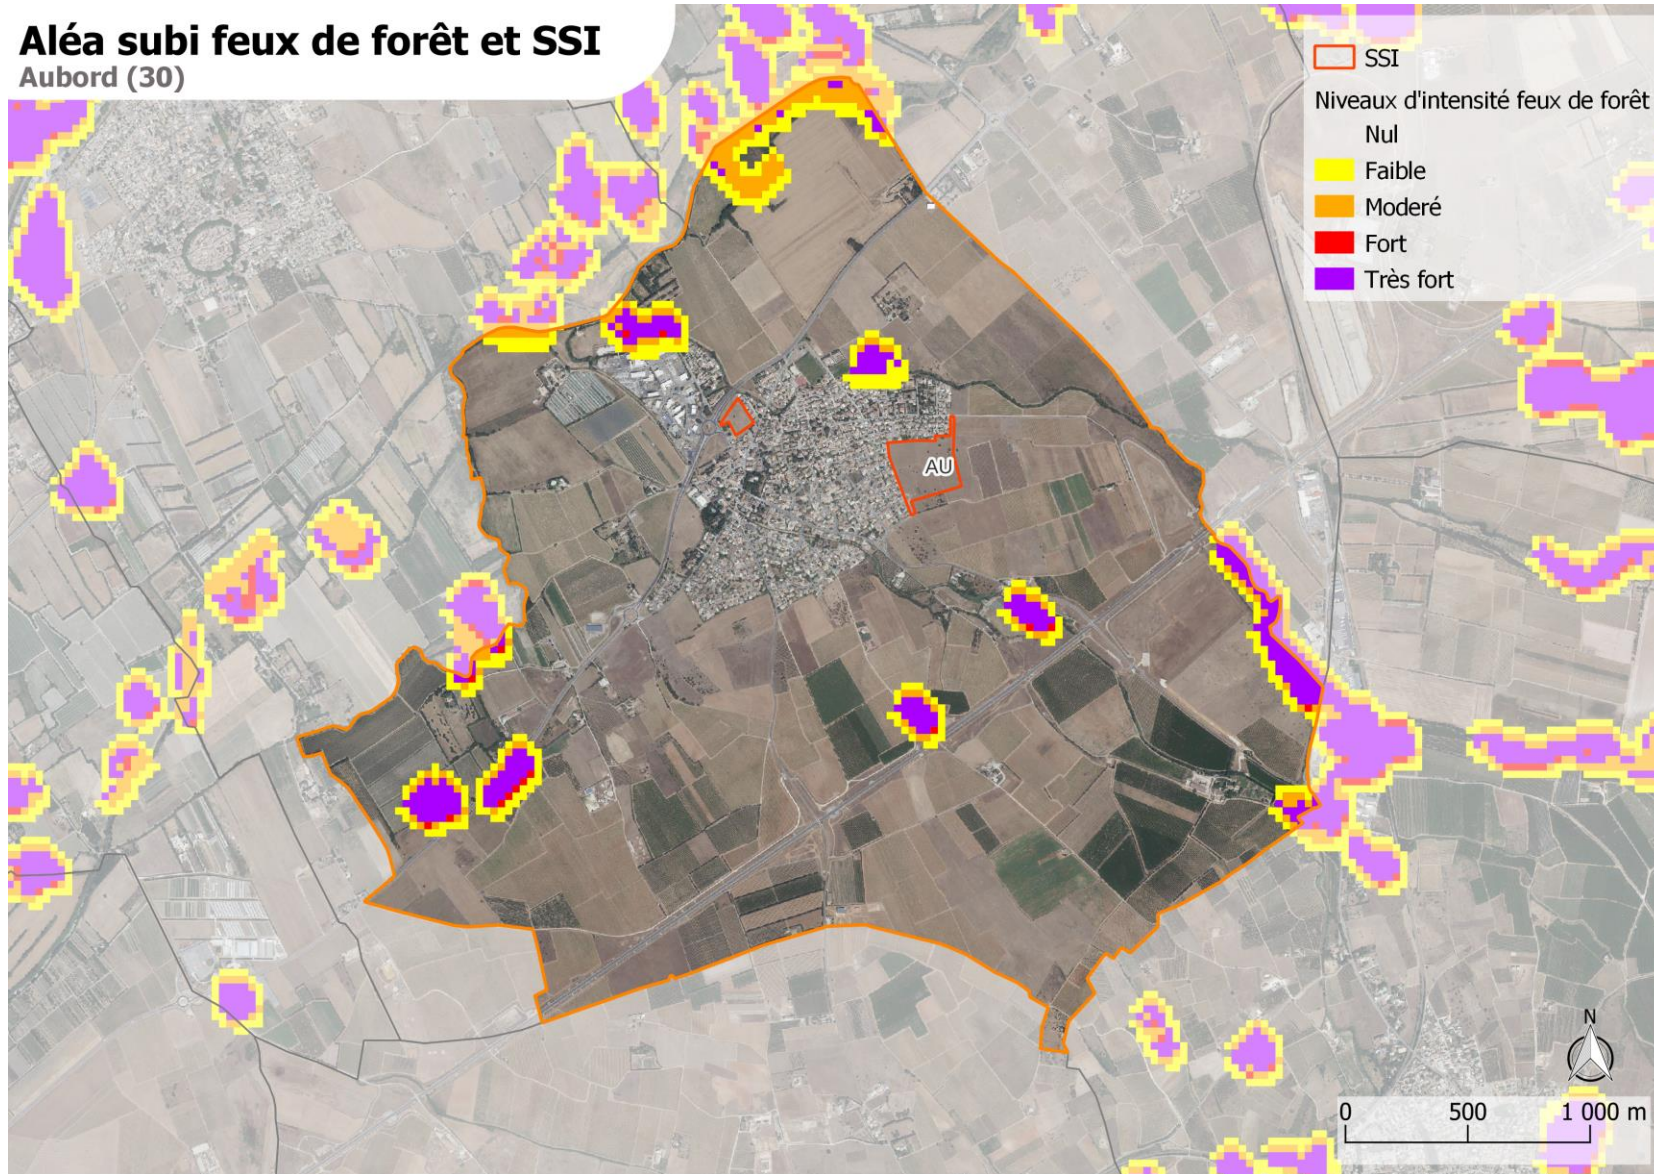 Aléa subi feux de forêt et SSI
Aubord (30)
SSI
Niveaux d'intensité feux de forêt
Nul
Faible
Moderé
Fort
Très fort
AU
N
0 500 1 000 m